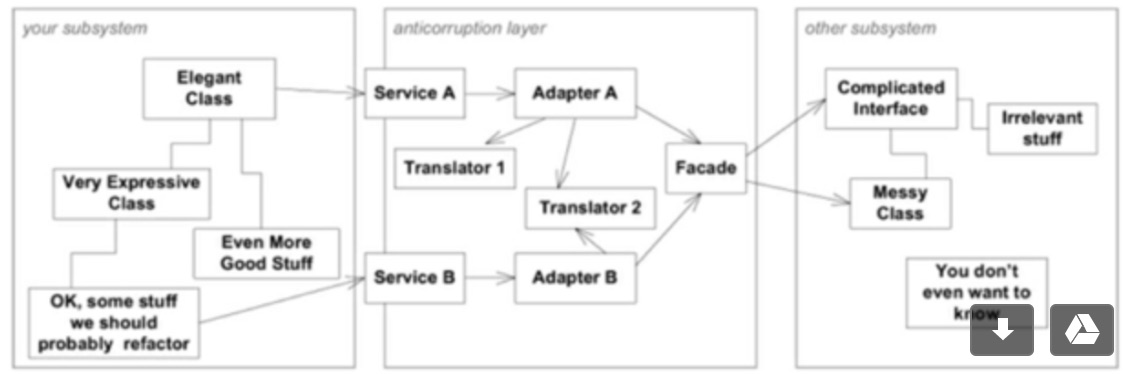 your subsystem
anticorruption layer
other subsystem
Elegant
Class
Service A
Adapter A
Complicated
Interface
Irrelevant
stuff
Translator 1
Facade
Very Expressive
Class
Translator 2
Messy
Class
Even More
Good Stuff
Service B
Adapter B
You don't
even want to
know
OK, some stuff
we should
probably refactor